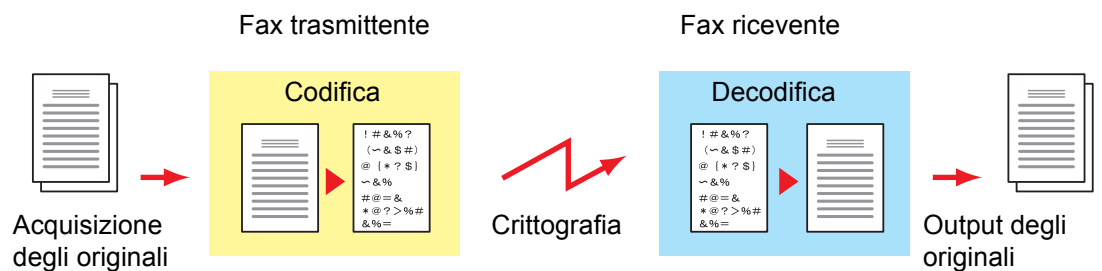 Fax trasmittente
Fax ricevente
Codifica
Decodifica
! # & % ?
( ~ & $ # )
@ { * ? $ }
~ & %
# @ = &
* @ ? > % #
& % =
! # & % ?
( ~ & $ # )
@ { * ? $ }
~ & %
# @ = &
* @ ? > % #
& % =
Acquisizione
degli originali
Crittografia
Output degli
originali